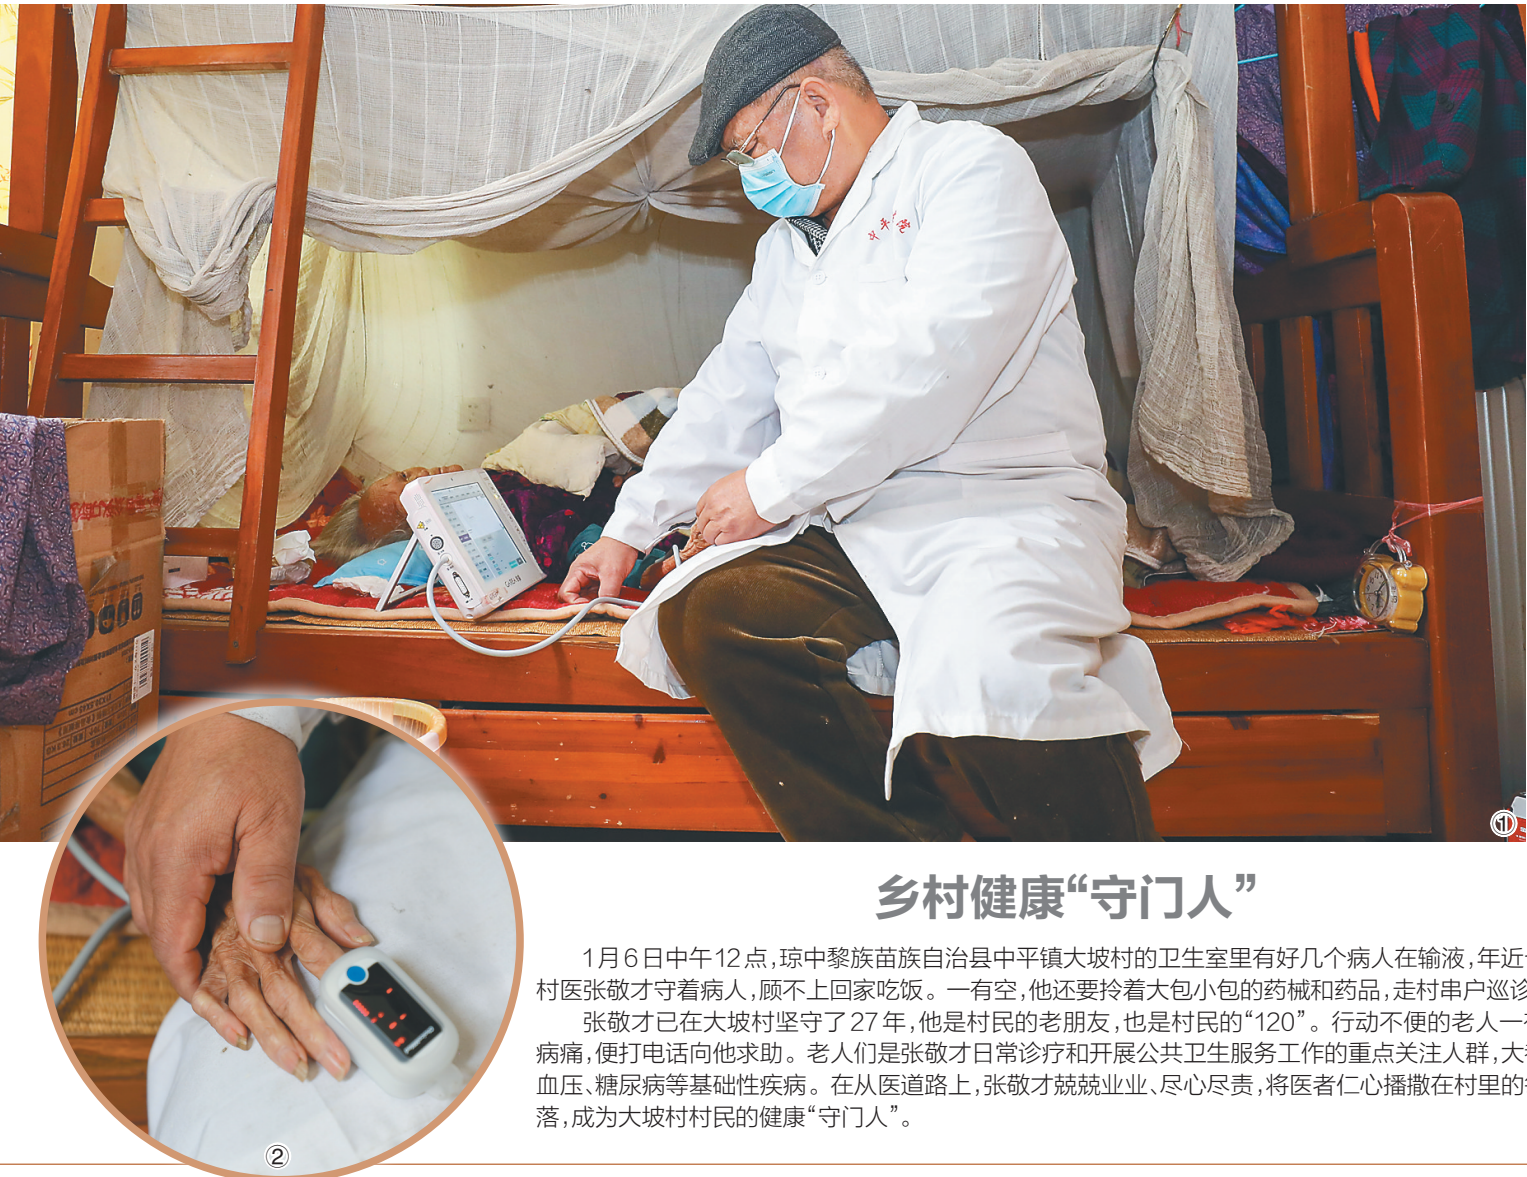 ①
乡村健康“守门人”
1月6日中午12点，琼中黎族苗族自治县中平镇大坡村的卫生室里有好几个病人在输液，年近
村医张敬才守着病人，顾不上回家吃饭。一有空，他还要拎着大包小包的药械和药品，走村串户巡诊
张敬才已在大坡村坚守了27年，他是村民的老朋友，也是村民的“120”。行动不便的老人一
病痛，便打电话向他求助。老人们是张敬才日常诊疗和开展公共卫生服务工作的重点关注人群，大
血压、糖尿病等基础性疾病。在从医道路上，张敬才兢兢业业、尽心尽责，将医者仁心播撒在村里的
落，成为大坡村村民的健康“守门人”。
②